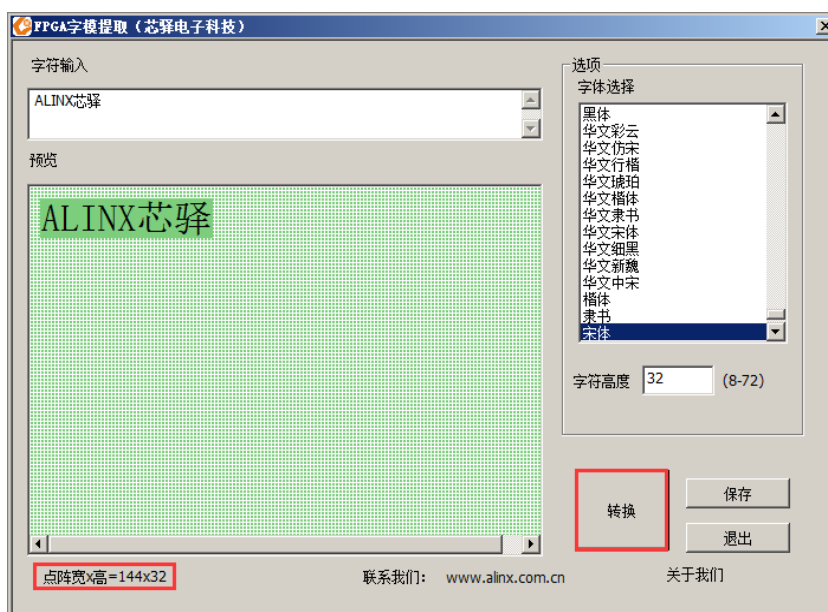 FPGA字模提取（芯驿电子科技）
字符输入
ALINX芯驿
预览
ALINX芯驿
点阵宽x高=144x32
联系我们： www.alinx.com.cn
选项
字体选择
黑体
华文彩云
华文仿宋
华文行楷
华文琥珀
华文楷体
华文隶书
华文宋体
华文细黑
华文新魏
华文中宋
楷体
隶书
宋体
字符高度 32 (8-72)
转换
保存
退出
关于我们